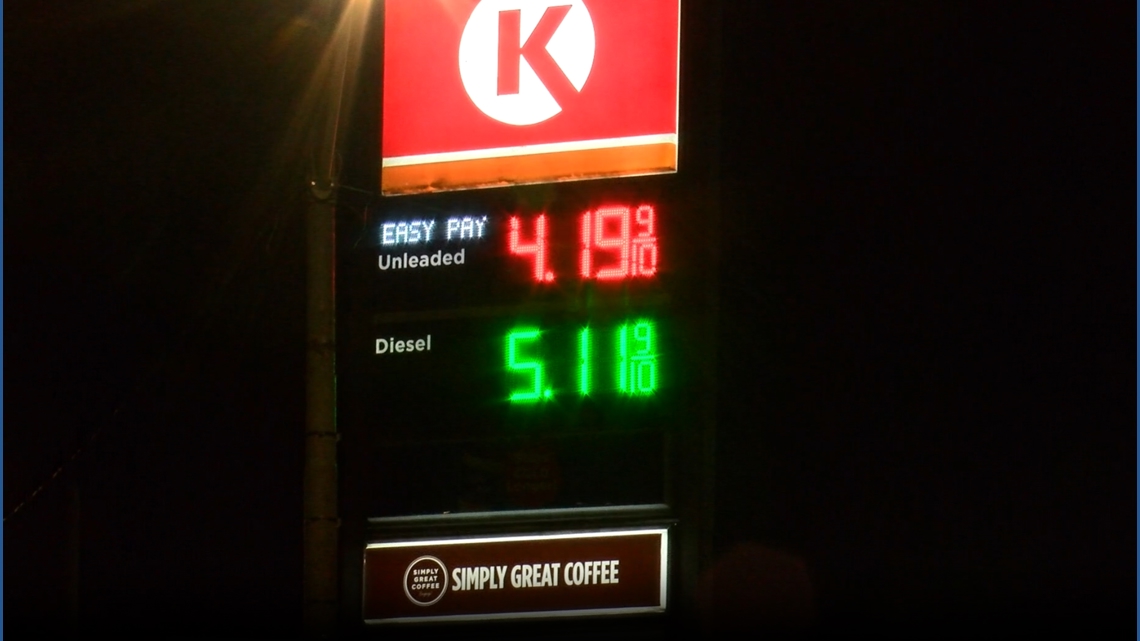 K
EASY PAY
Unleaded
4.19 9/10
Diesel
5.11 9/10
SIMPLY
GREAT
COFFEE
SIMPLY GREAT COFFEE